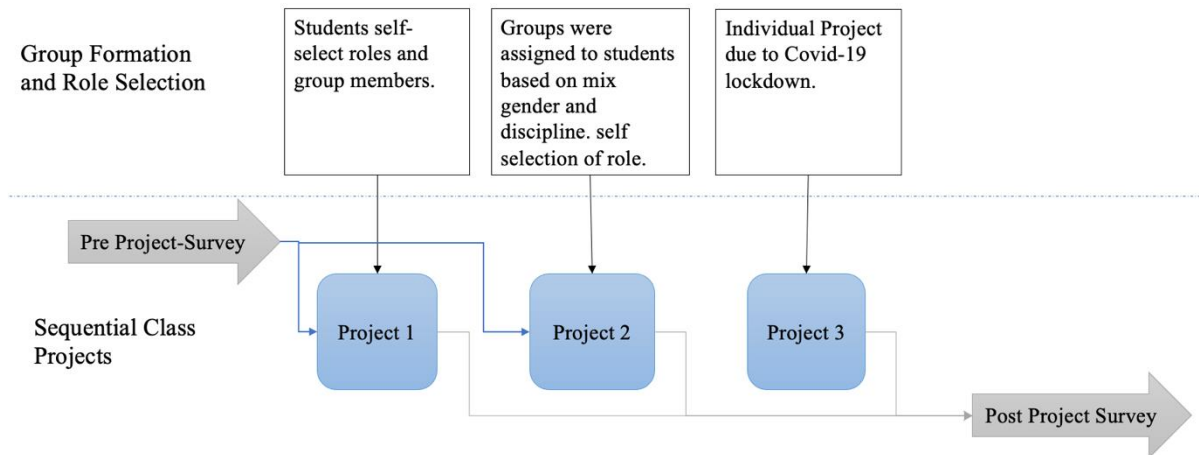 Group Formation
and Role Selection
Students self-
select roles and
group members.
Groups were
assigned to students
based on mix
gender and
discipline. self
selection of role.
Individual Project
due to Covid-19
lockdown.
Pre Project-Survey
Sequential Class
Projects
Project 1
Project 2
Project 3
Post Project Survey